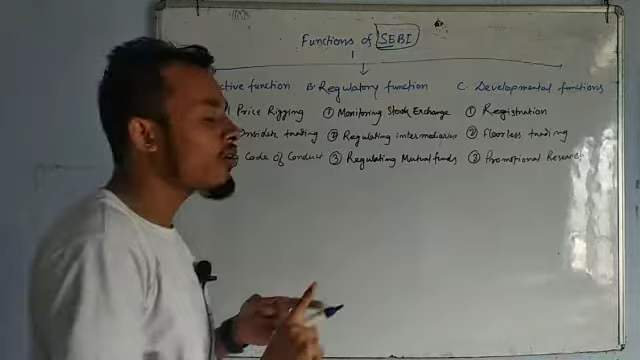 Functions of SEBI
ctive function B. Regulatory function C. Developmental functions
Price Rigging ① Monitoring Stock Exchange ① Registration
Insider trading ② Regulating intermediaries ② Floorless trading
Code of Conduct ③ Regulating Mutual funds ③ Promotional Research